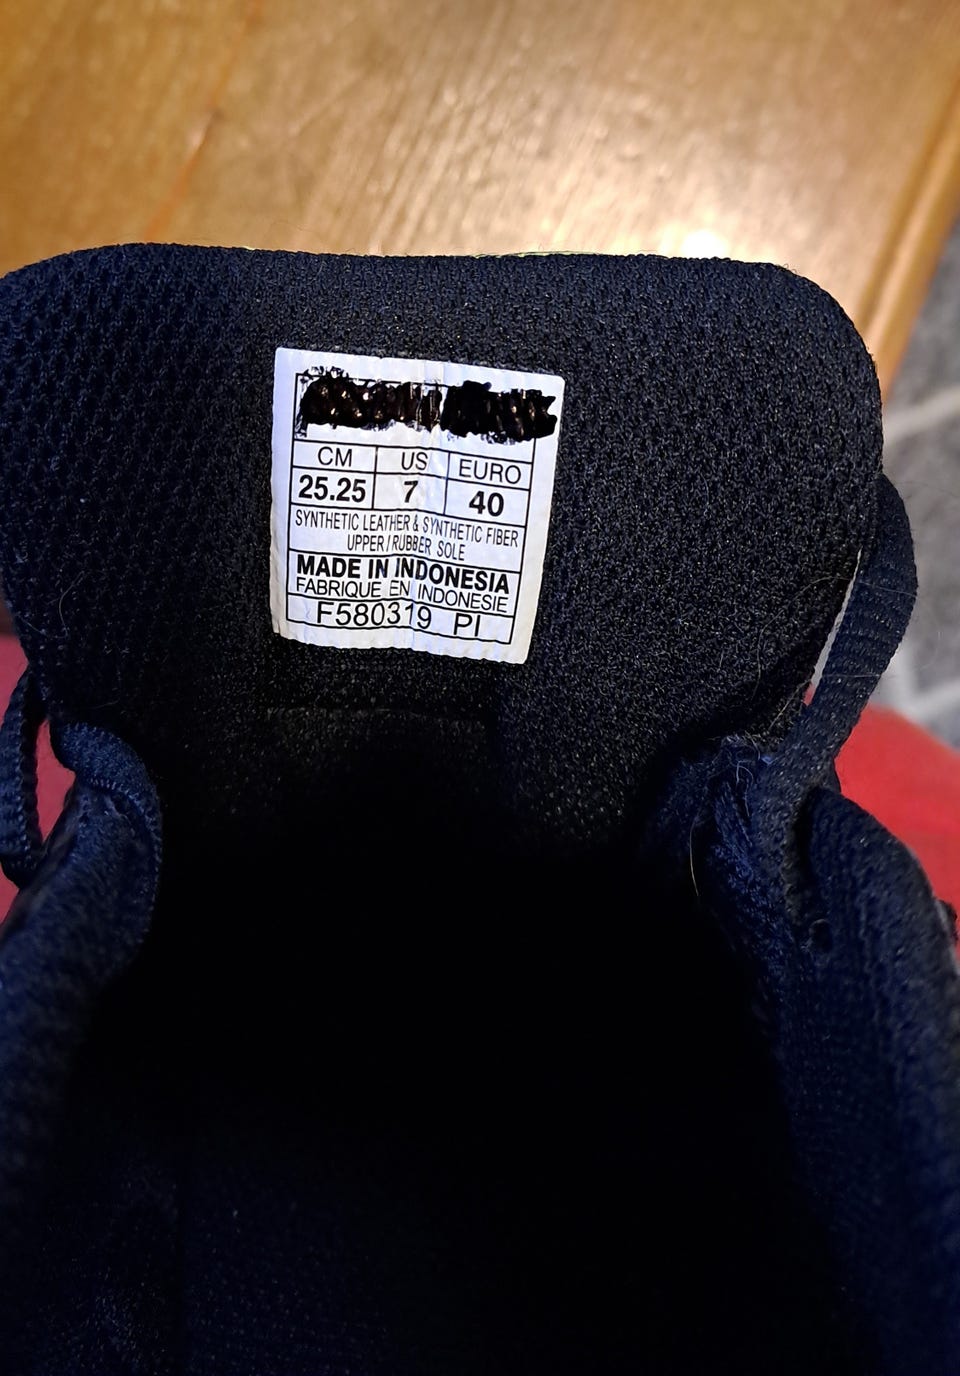 CM US EURO
25.25 7 40
SYNTHETIC LEATHER & SYNTHETIC FIBER
UPPER / RUBBER SOLE
MADE IN INDONESIA
FABRIQUE EN INDONESIE
F580319 PI